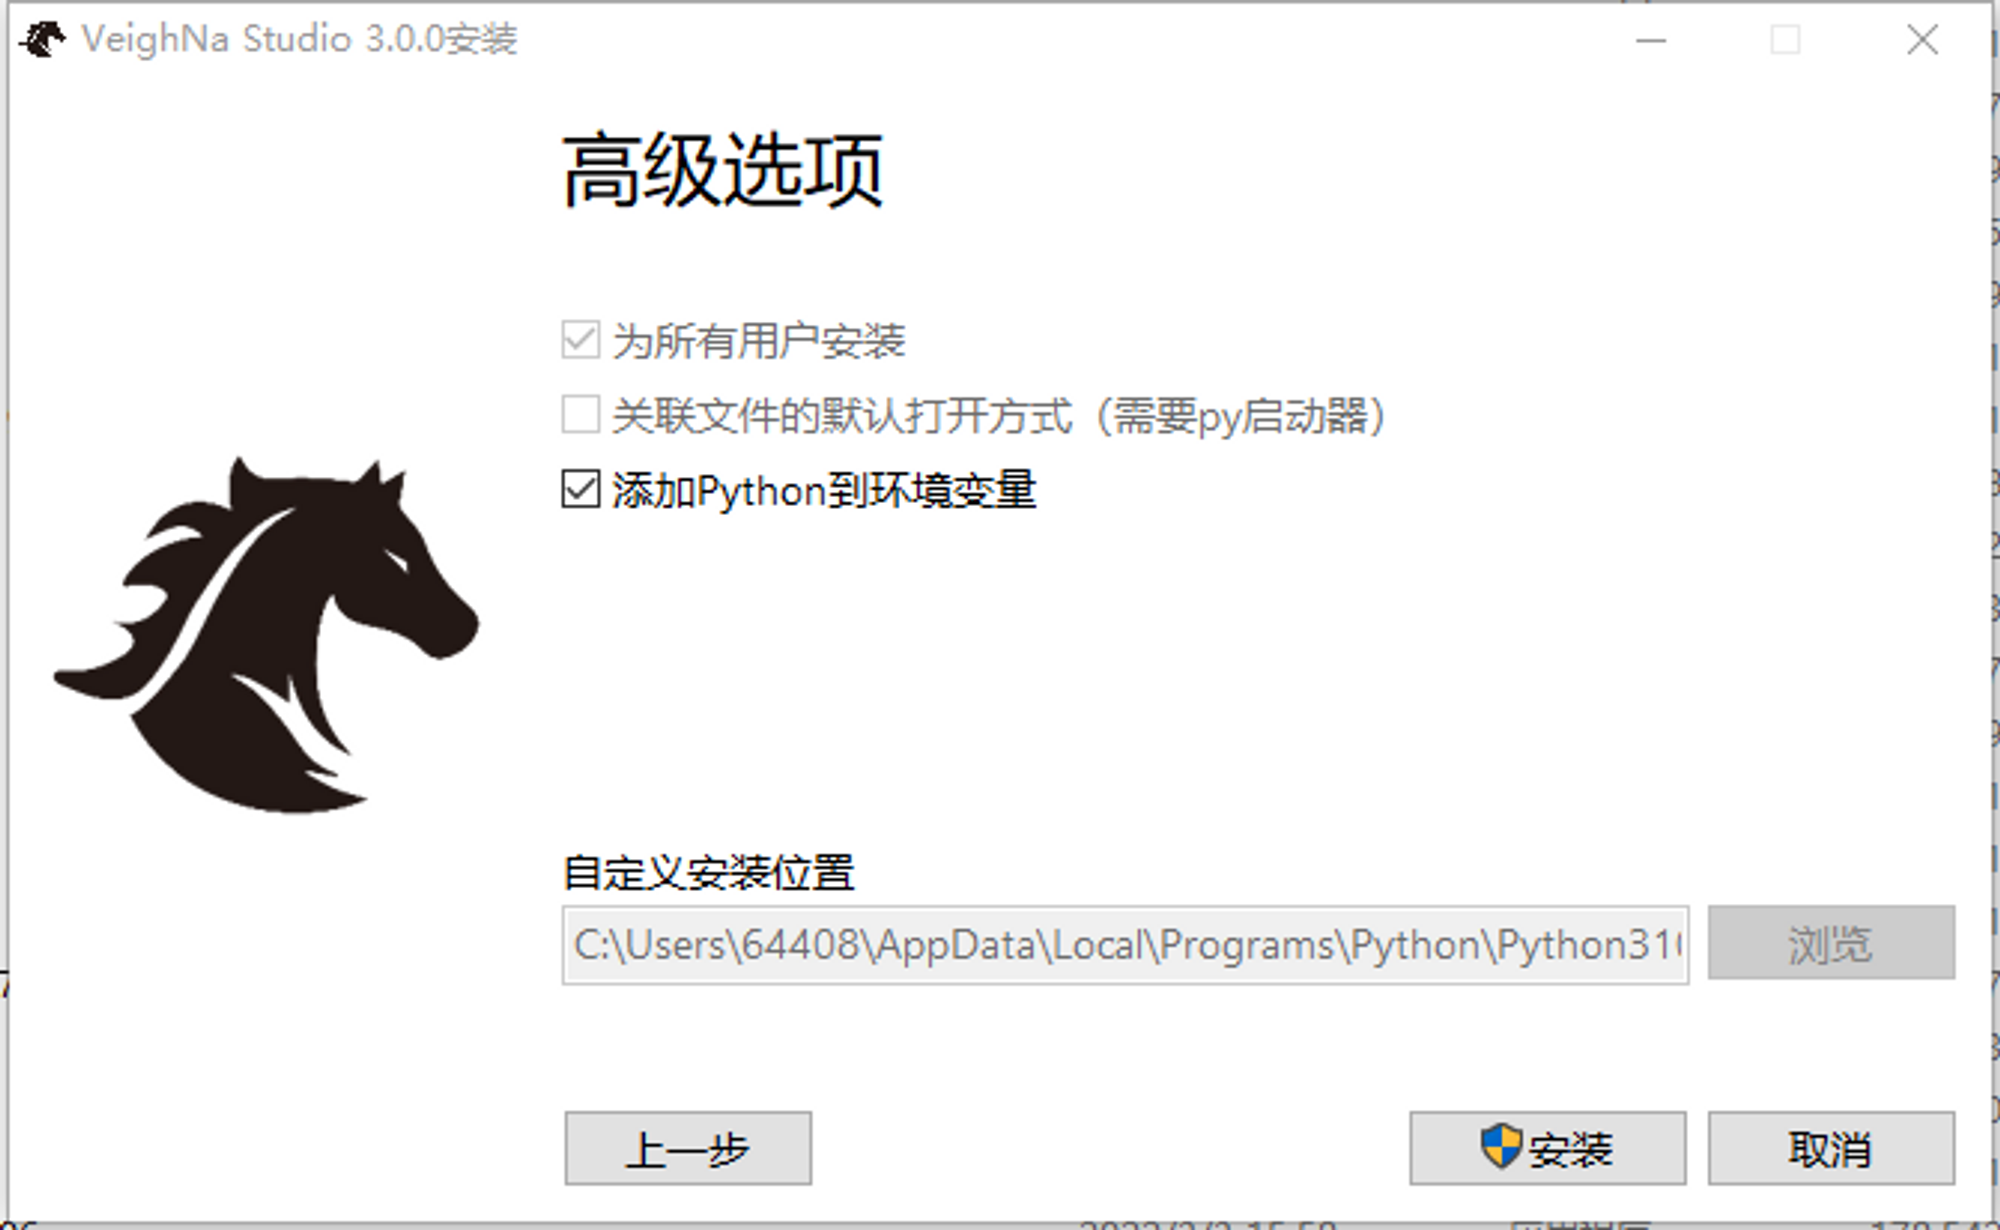 VeighNa Studio 3.0.0安装
高级选项
为所有用户安装
关联文件的默认打开方式（需要py启动器）
添加Python到环境变量
自定义安装位置
C:\Users\64408\AppData\Local\Programs\Python\Python310
浏览
上一步
安装
取消